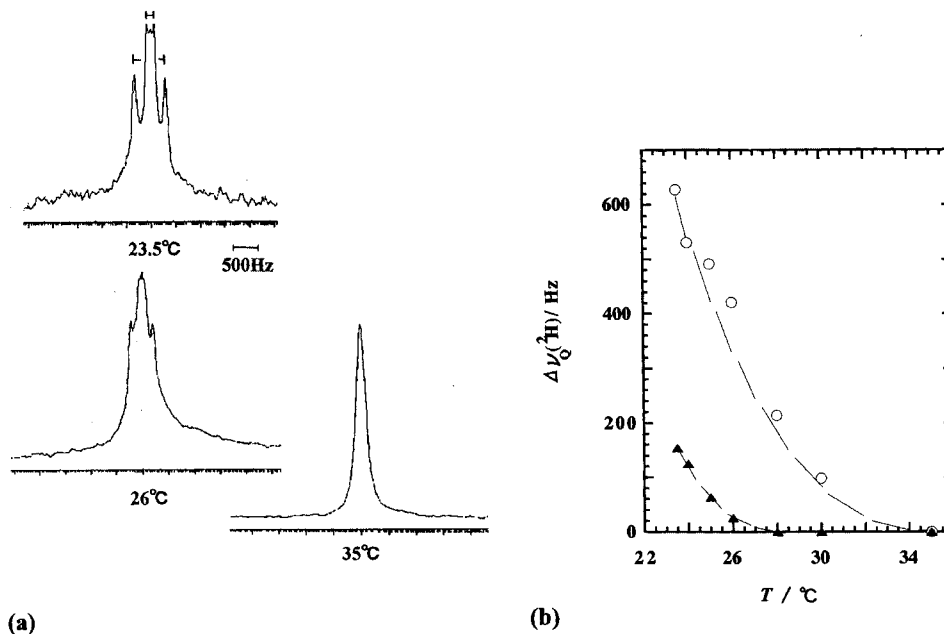 23.5℃
500Hz
26℃
35℃
(a)
600
400
200
0
22
26
30
34
Δν_Q(²H)/ Hz
T / ℃
(b)